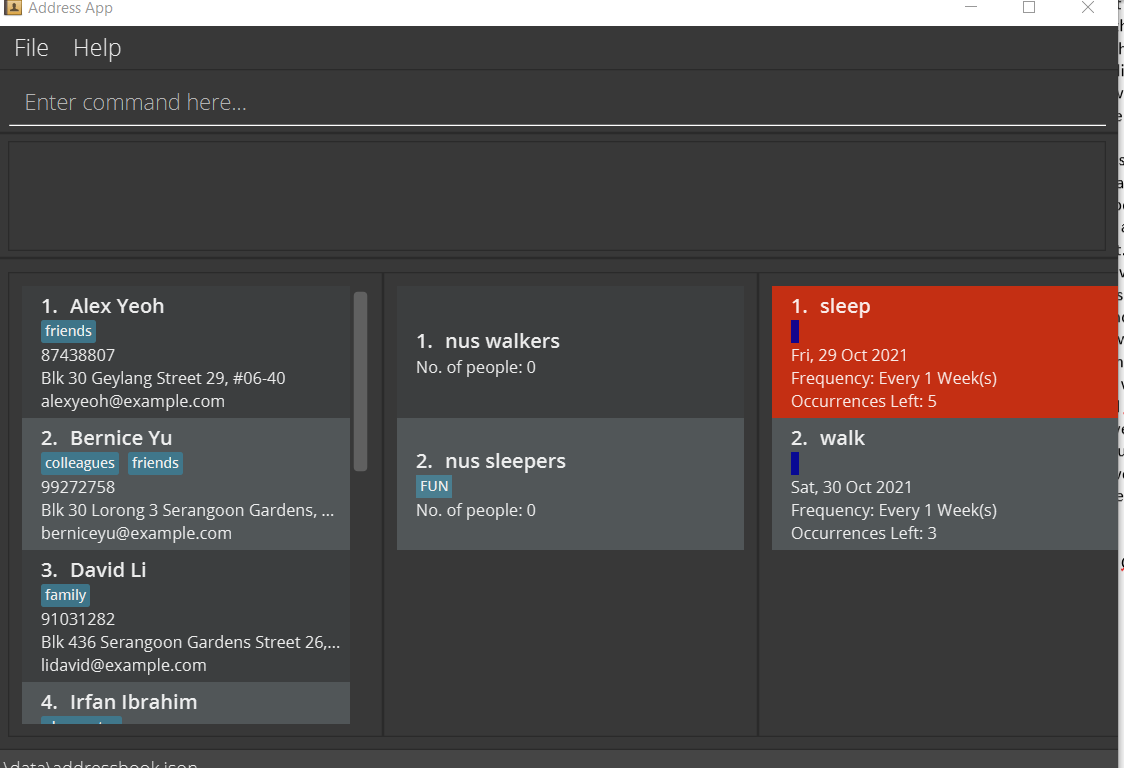 Address App
File Help
Enter command here...
1. Alex Yeoh
friends
87438807
Blk 30 Geylang Street 29, #06-40
alexyeoh@example.com
2. Bernice Yu
colleagues friends
99272758
Blk 30 Lorong 3 Serangoon Gardens, ...
berniceyu@example.com
3. David Li
family
91031282
Blk 436 Serangoon Gardens Street 26,...
lidavid@example.com
4. Irfan Ibrahim
1. nus walkers
No. of people: 0
2. nus sleepers
FUN
No. of people: 0
1. sleep
Fri, 29 Oct 2021
Frequency: Every 1 Week(s)
Occurrences Left: 5
2. walk
Sat, 30 Oct 2021
Frequency: Every 1 Week(s)
Occurrences Left: 3
\data\addressbook.json